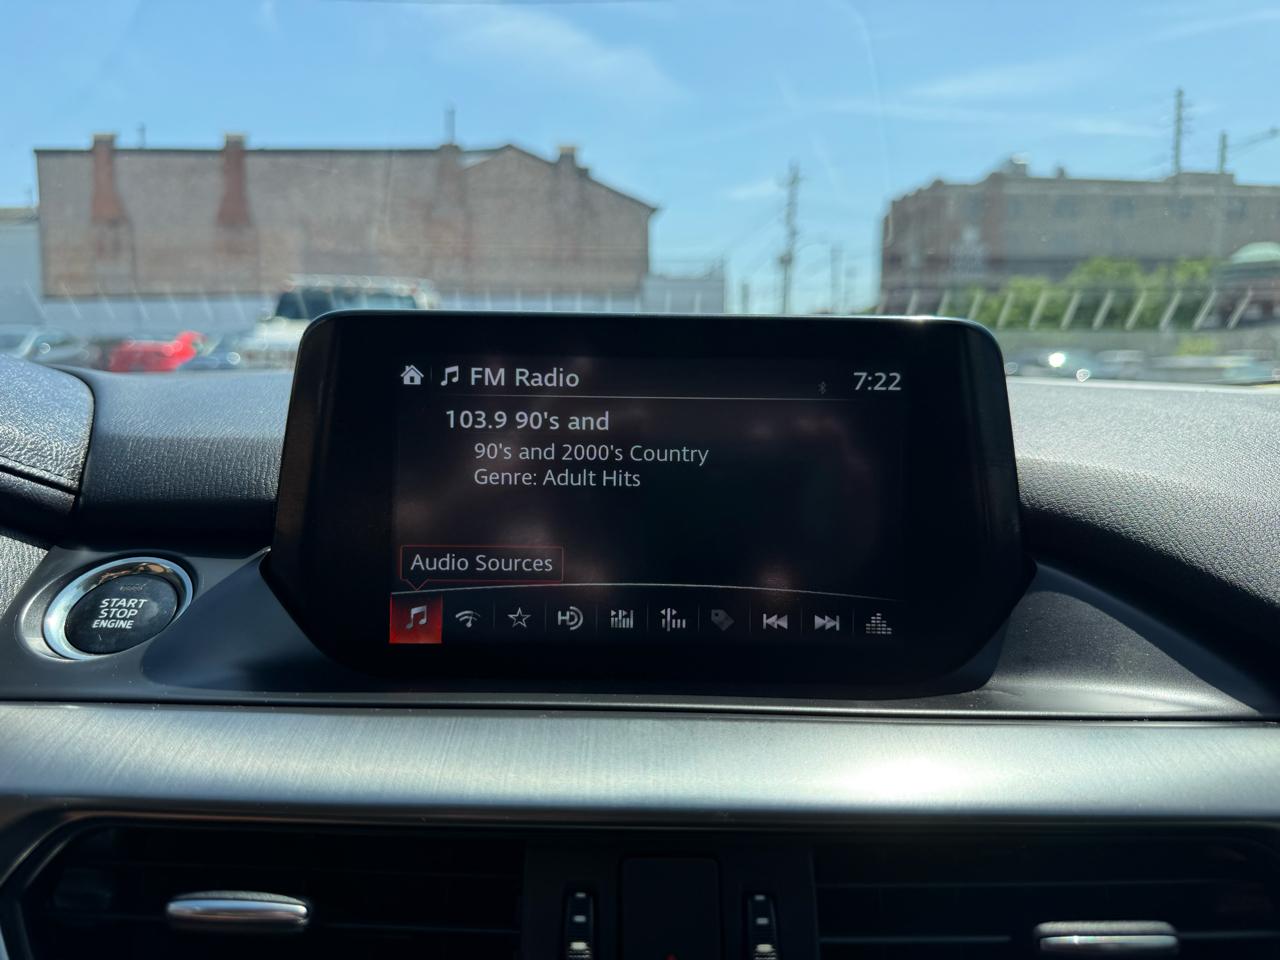 FM Radio
7:22
103.9 90's and
90's and 2000's Country
Genre: Adult Hits
Audio Sources
HD
START
STOP
ENGINE